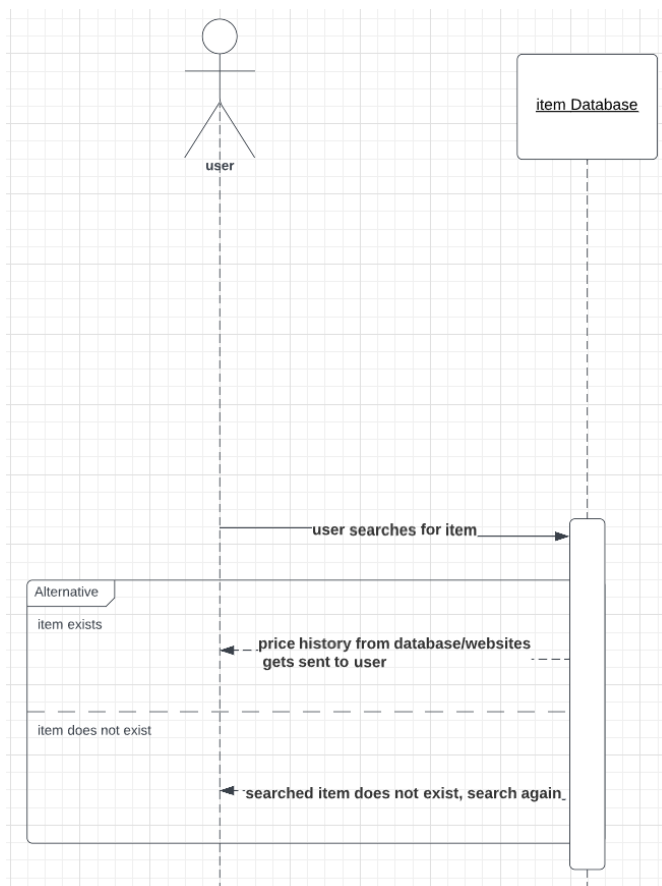 user
item Database
user searches for item
Alternative
item exists
price history from database/websites
gets sent to user
item does not exist
searched item does not exist, search again